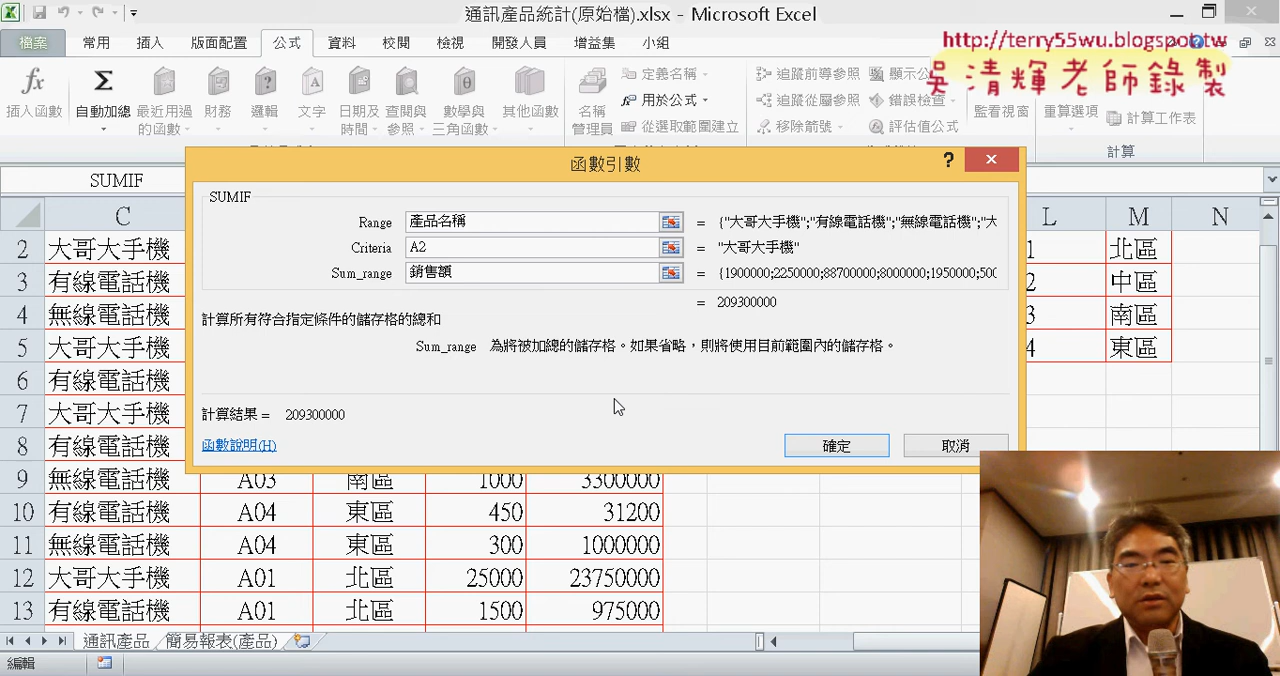 通訊產品統計(原始檔).xlsx - Microsoft Excel
檔案 常用 插入 版面配置 公式 資料 校閱 檢視 開發人員 增益集 小組
http://terry55wu.blogspot.tw
吳清輝老師錄製
插入函數 自動加總 最近用過的函數 財務 邏輯 文字 日期及時間 查閱與參照 數學與三角函數 其他函數
名稱管理員 定義名稱 用於公式 從選取範圍建立
追蹤前導參照 追蹤從屬參照 移除箭號
錯誤檢查 評估值公式 監看視窗
重算選項 計算工作表
計算
SUMIF
函數引數
SUMIF
Range 產品名稱 = {"大哥大手機";"有線電話機";"無線電話機";"大
Criteria A2 = "大哥大手機"
Sum_range 銷售額 = {1900000;2250000;88700000;8000000;1950000;500
= 209300000
計算所有符合指定條件的儲存格的總和
Sum_range 為將被加總的儲存格。如果省略，則將使用目前範圍內的儲存格。
計算結果 = 209300000
函數說明(H)
確定 取消
C L M N
2 大哥大手機 1 北區
3 有線電話機 2 中區
4 無線電話機 3 南區
5 大哥大手機 4 東區
6 有線電話機
7 大哥大手機
8 有線電話機
9 無線電話機 A03 南區 1000 3300000
10 有線電話機 A04 東區 450 31200
11 無線電話機 A04 東區 300 1000000
12 大哥大手機 A01 北區 25000 23750000
13 有線電話機 A01 北區 1500 975000
通訊產品 簡易報表(產品)
編輯